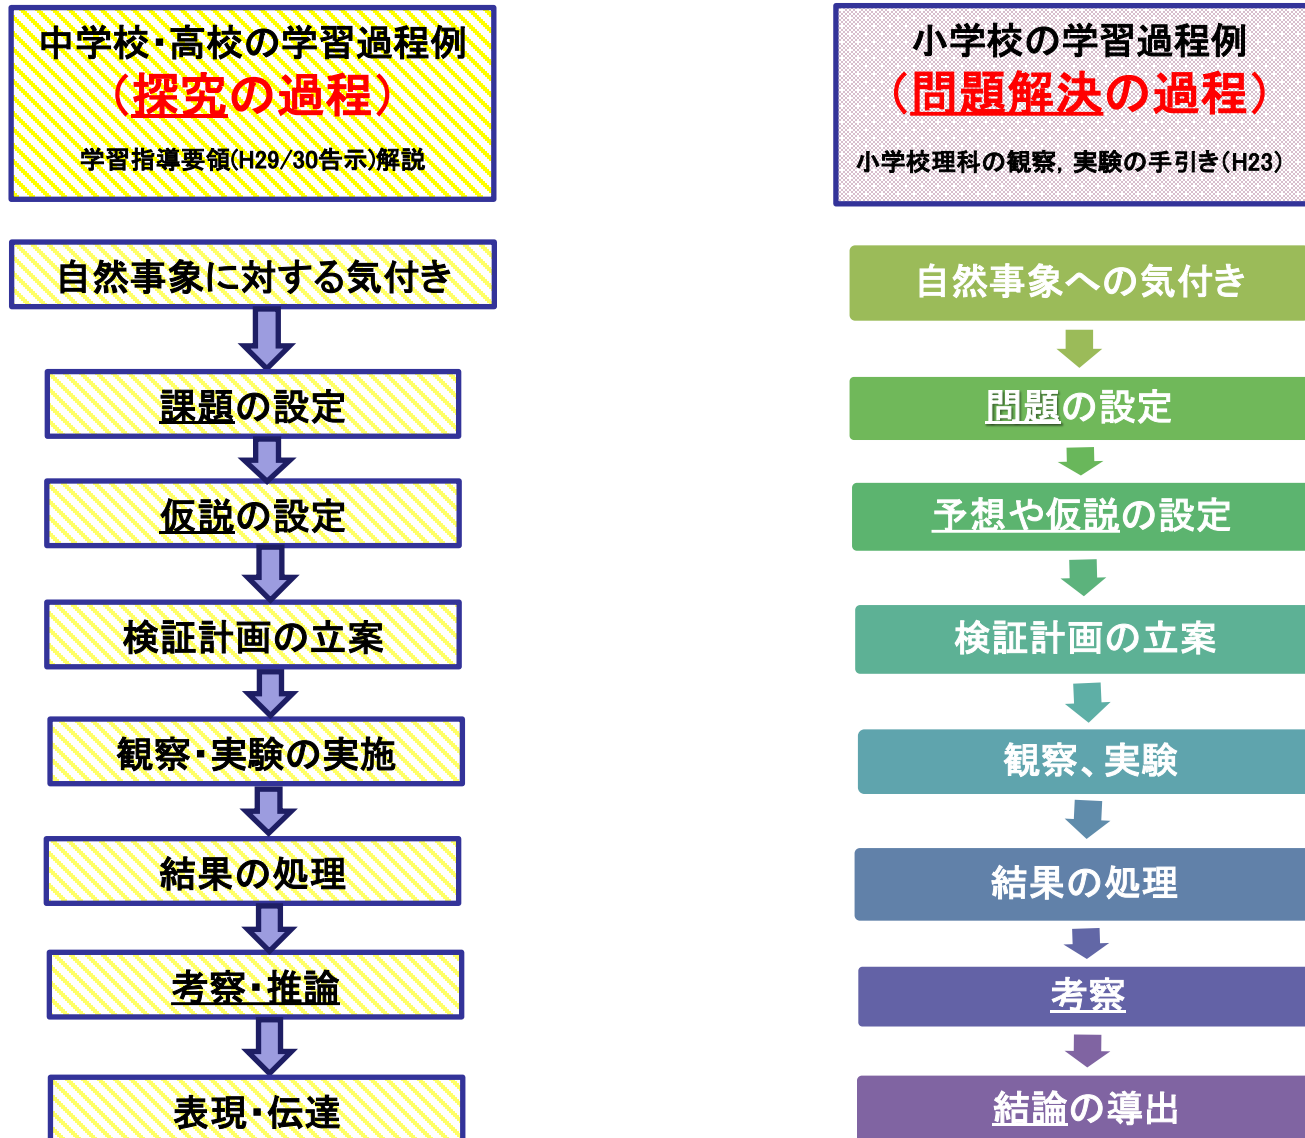 中学校・高校の学習過程例
（探究の過程）
学習指導要領(H29/30告示)解説
自然事象に対する気付き
課題の設定
仮説の設定
検証計画の立案
観察・実験の実施
結果の処理
考察・推論
表現・伝達
小学校の学習過程例
（問題解決の過程）
小学校理科の観察，実験の手引き（H23）
自然事象への気付き
問題の設定
予想や仮説の設定
検証計画の立案
観察、実験
結果の処理
考察
結論の導出